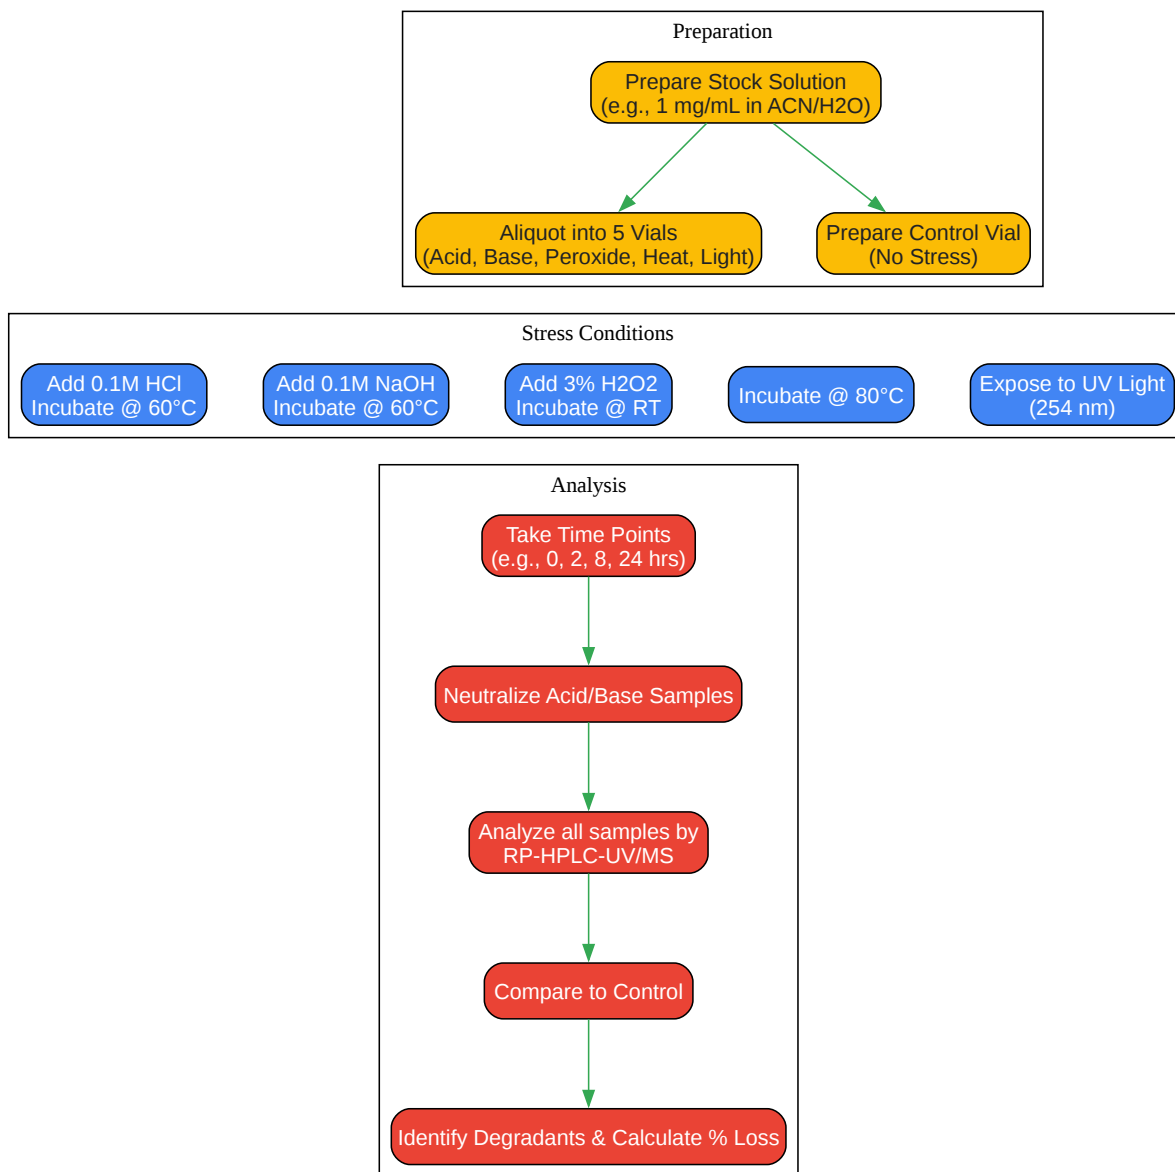 Preparation
Prepare Stock Solution
(e.g., 1 mg/mL in ACN/H2O)
Aliquot into 5 Vials
(Acid, Base, Peroxide, Heat, Light)
Prepare Control Vial
(No Stress)
Stress Conditions
Add 0.1M HCl
Incubate @ 60°C
Add 0.1M NaOH
Incubate @ 60°C
Add 3% H2O2
Incubate @ RT
Incubate @ 80°C
Expose to UV Light
(254 nm)
Analysis
Take Time Points
(e.g., 0, 2, 8, 24 hrs)
Neutralize Acid/Base Samples
Analyze all samples by
RP-HPLC-UV/MS
Compare to Control
Identify Degradants & Calculate % Loss